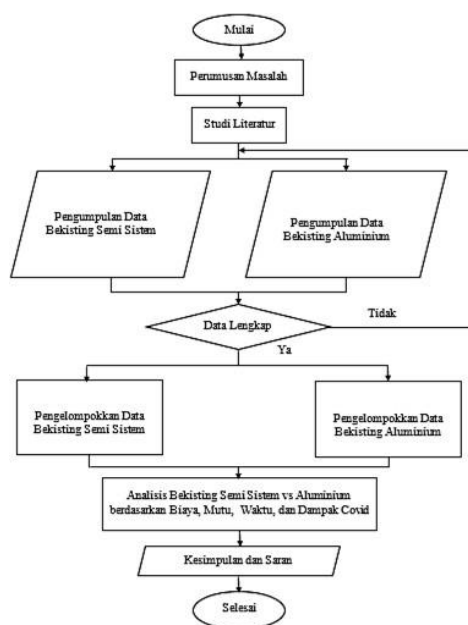 Mulai
Perumusan Masalah
Studi Literatur
Pengumpulan Data
Bekisting Semi Sistem
Pengumpulan Data
Bekisting Aluminium
Data Lengkap
Tidak
Ya
Pengelompokkan Data
Bekisting Semi Sistem
Pengelompokkan Data
Bekisting Aluminium
Analisis Bekisting Semi Sistem vs Aluminium
berdasarkan Biaya, Mutu, Waktu, dan Dampak Covid
Kesimpulan dan Saran
Selesai